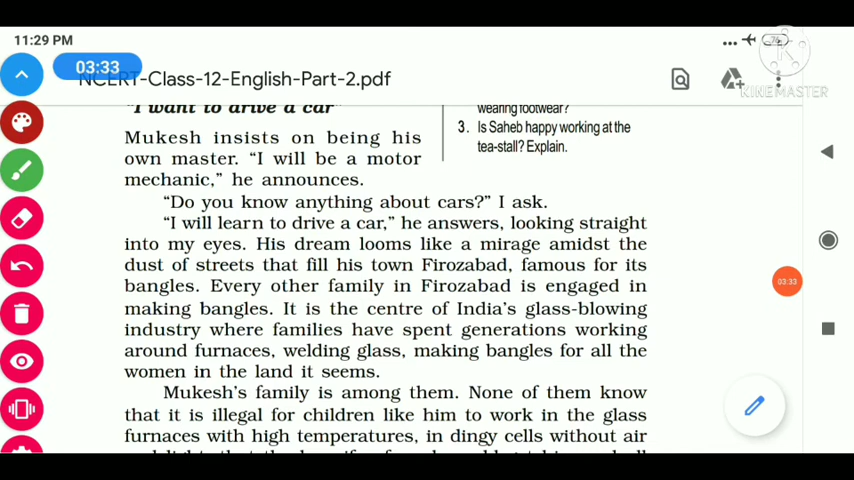 11:29 PM
03:33
76
KINEMASTER
NCERT-Class-12-English-Part-2.pdf
"I want to drive a car"
wearing footwear?
3. Is Saheb happy working at the
tea-stall? Explain.
Mukesh insists on being his
own master. “I will be a motor
mechanic,” he announces.
“Do you know anything about cars?” I ask.
“I will learn to drive a car,” he answers, looking straight
into my eyes. His dream looms like a mirage amidst the
dust of streets that fill his town Firozabad, famous for its
bangles. Every other family in Firozabad is engaged in
making bangles. It is the centre of India’s glass-blowing
industry where families have spent generations working
around furnaces, welding glass, making bangles for all the
women in the land it seems.
Mukesh’s family is among them. None of them know
that it is illegal for children like him to work in the glass
furnaces with high temperatures, in dingy cells without air
03:33